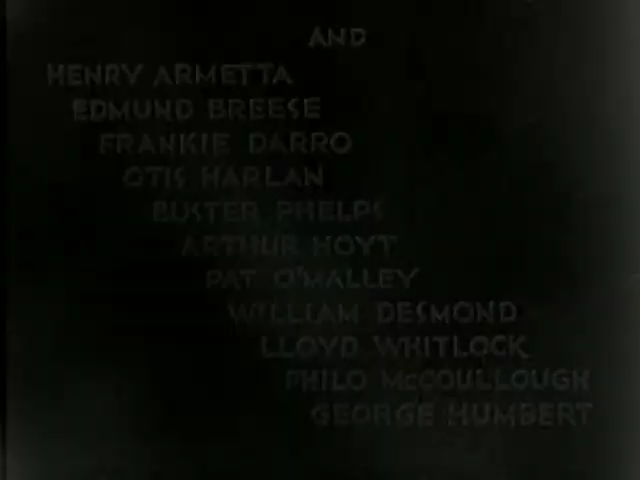 AND
HENRY ARMETTA
EDMUND BREESE
FRANKIE DARRO
OTIS HARLAN
BUSTER PHELPS
ARTHUR HOYT
PAT O'MALLEY
WILLIAM DESMOND
LLOYD WHITLOCK
PHILO McCOULLOUGH
GEORGE HUMBERT